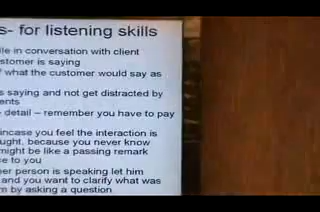 s- for listening skills
ile in conversation with client
stomer is saying
f what the customer would say as
s saying and not get distracted by
ents
detail – remember you have to pay
incase you feel the interaction is
ught, because you never know
might be like a passing remark
ce to you
er person is speaking let him
and you want to clarify what was
m by asking a question